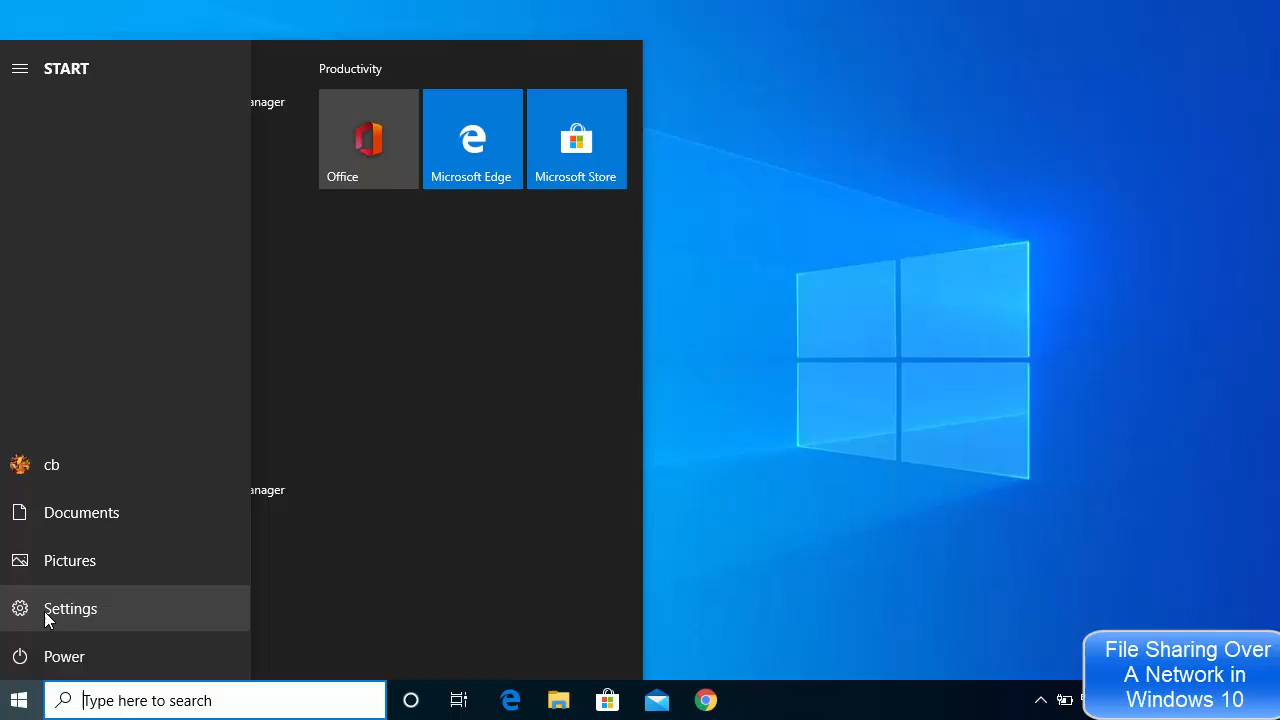 START
Productivity
anager
Office
Microsoft Edge
Microsoft Store
cb
Documents
anager
Pictures
Settings
Power
Type here to search
File Sharing Over
A Network in
Windows 10